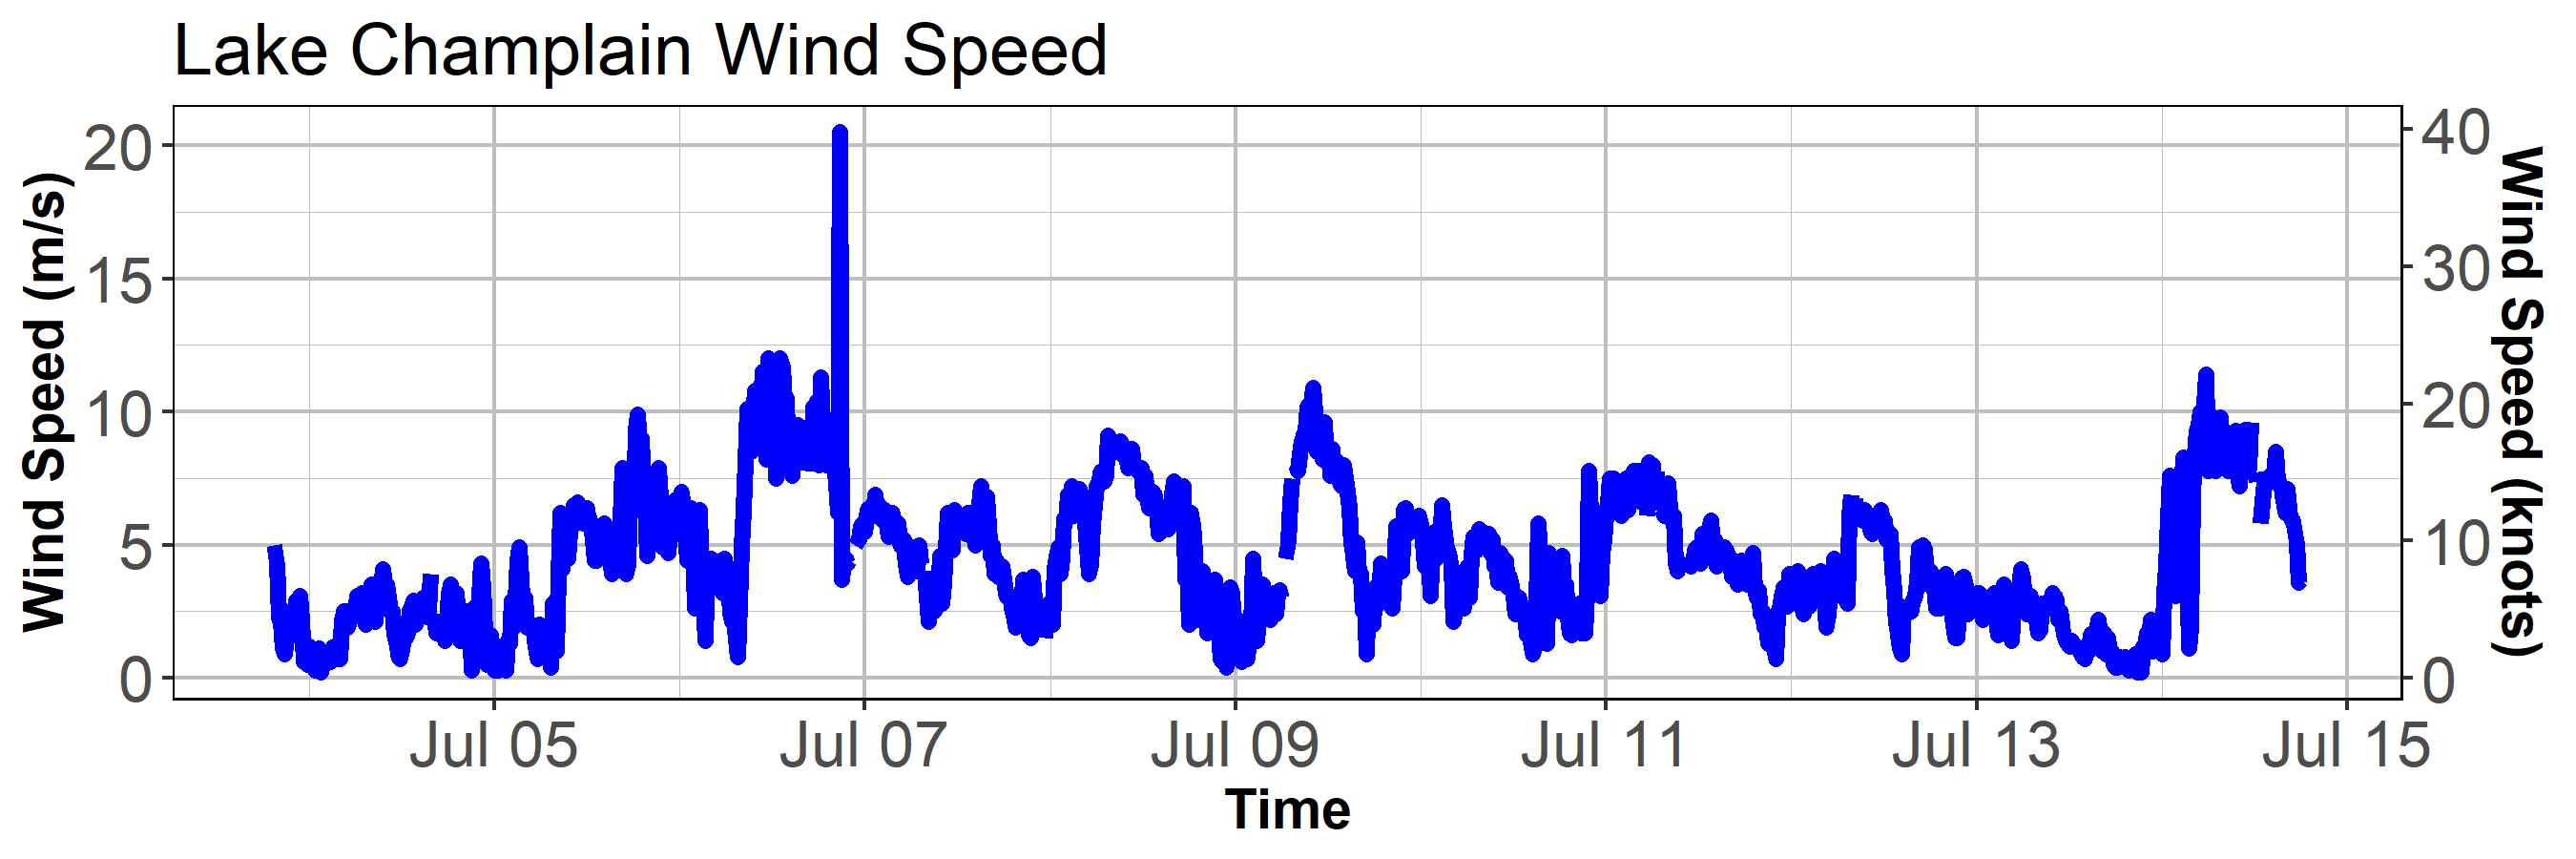 Lake Champlain Wind Speed
Wind Speed (m/s)
20
15
10
5
0
40
30
20
10
0
Wind Speed (knots)
Jul 05 Jul 07 Jul 09 Jul 11 Jul 13 Jul 15
Time